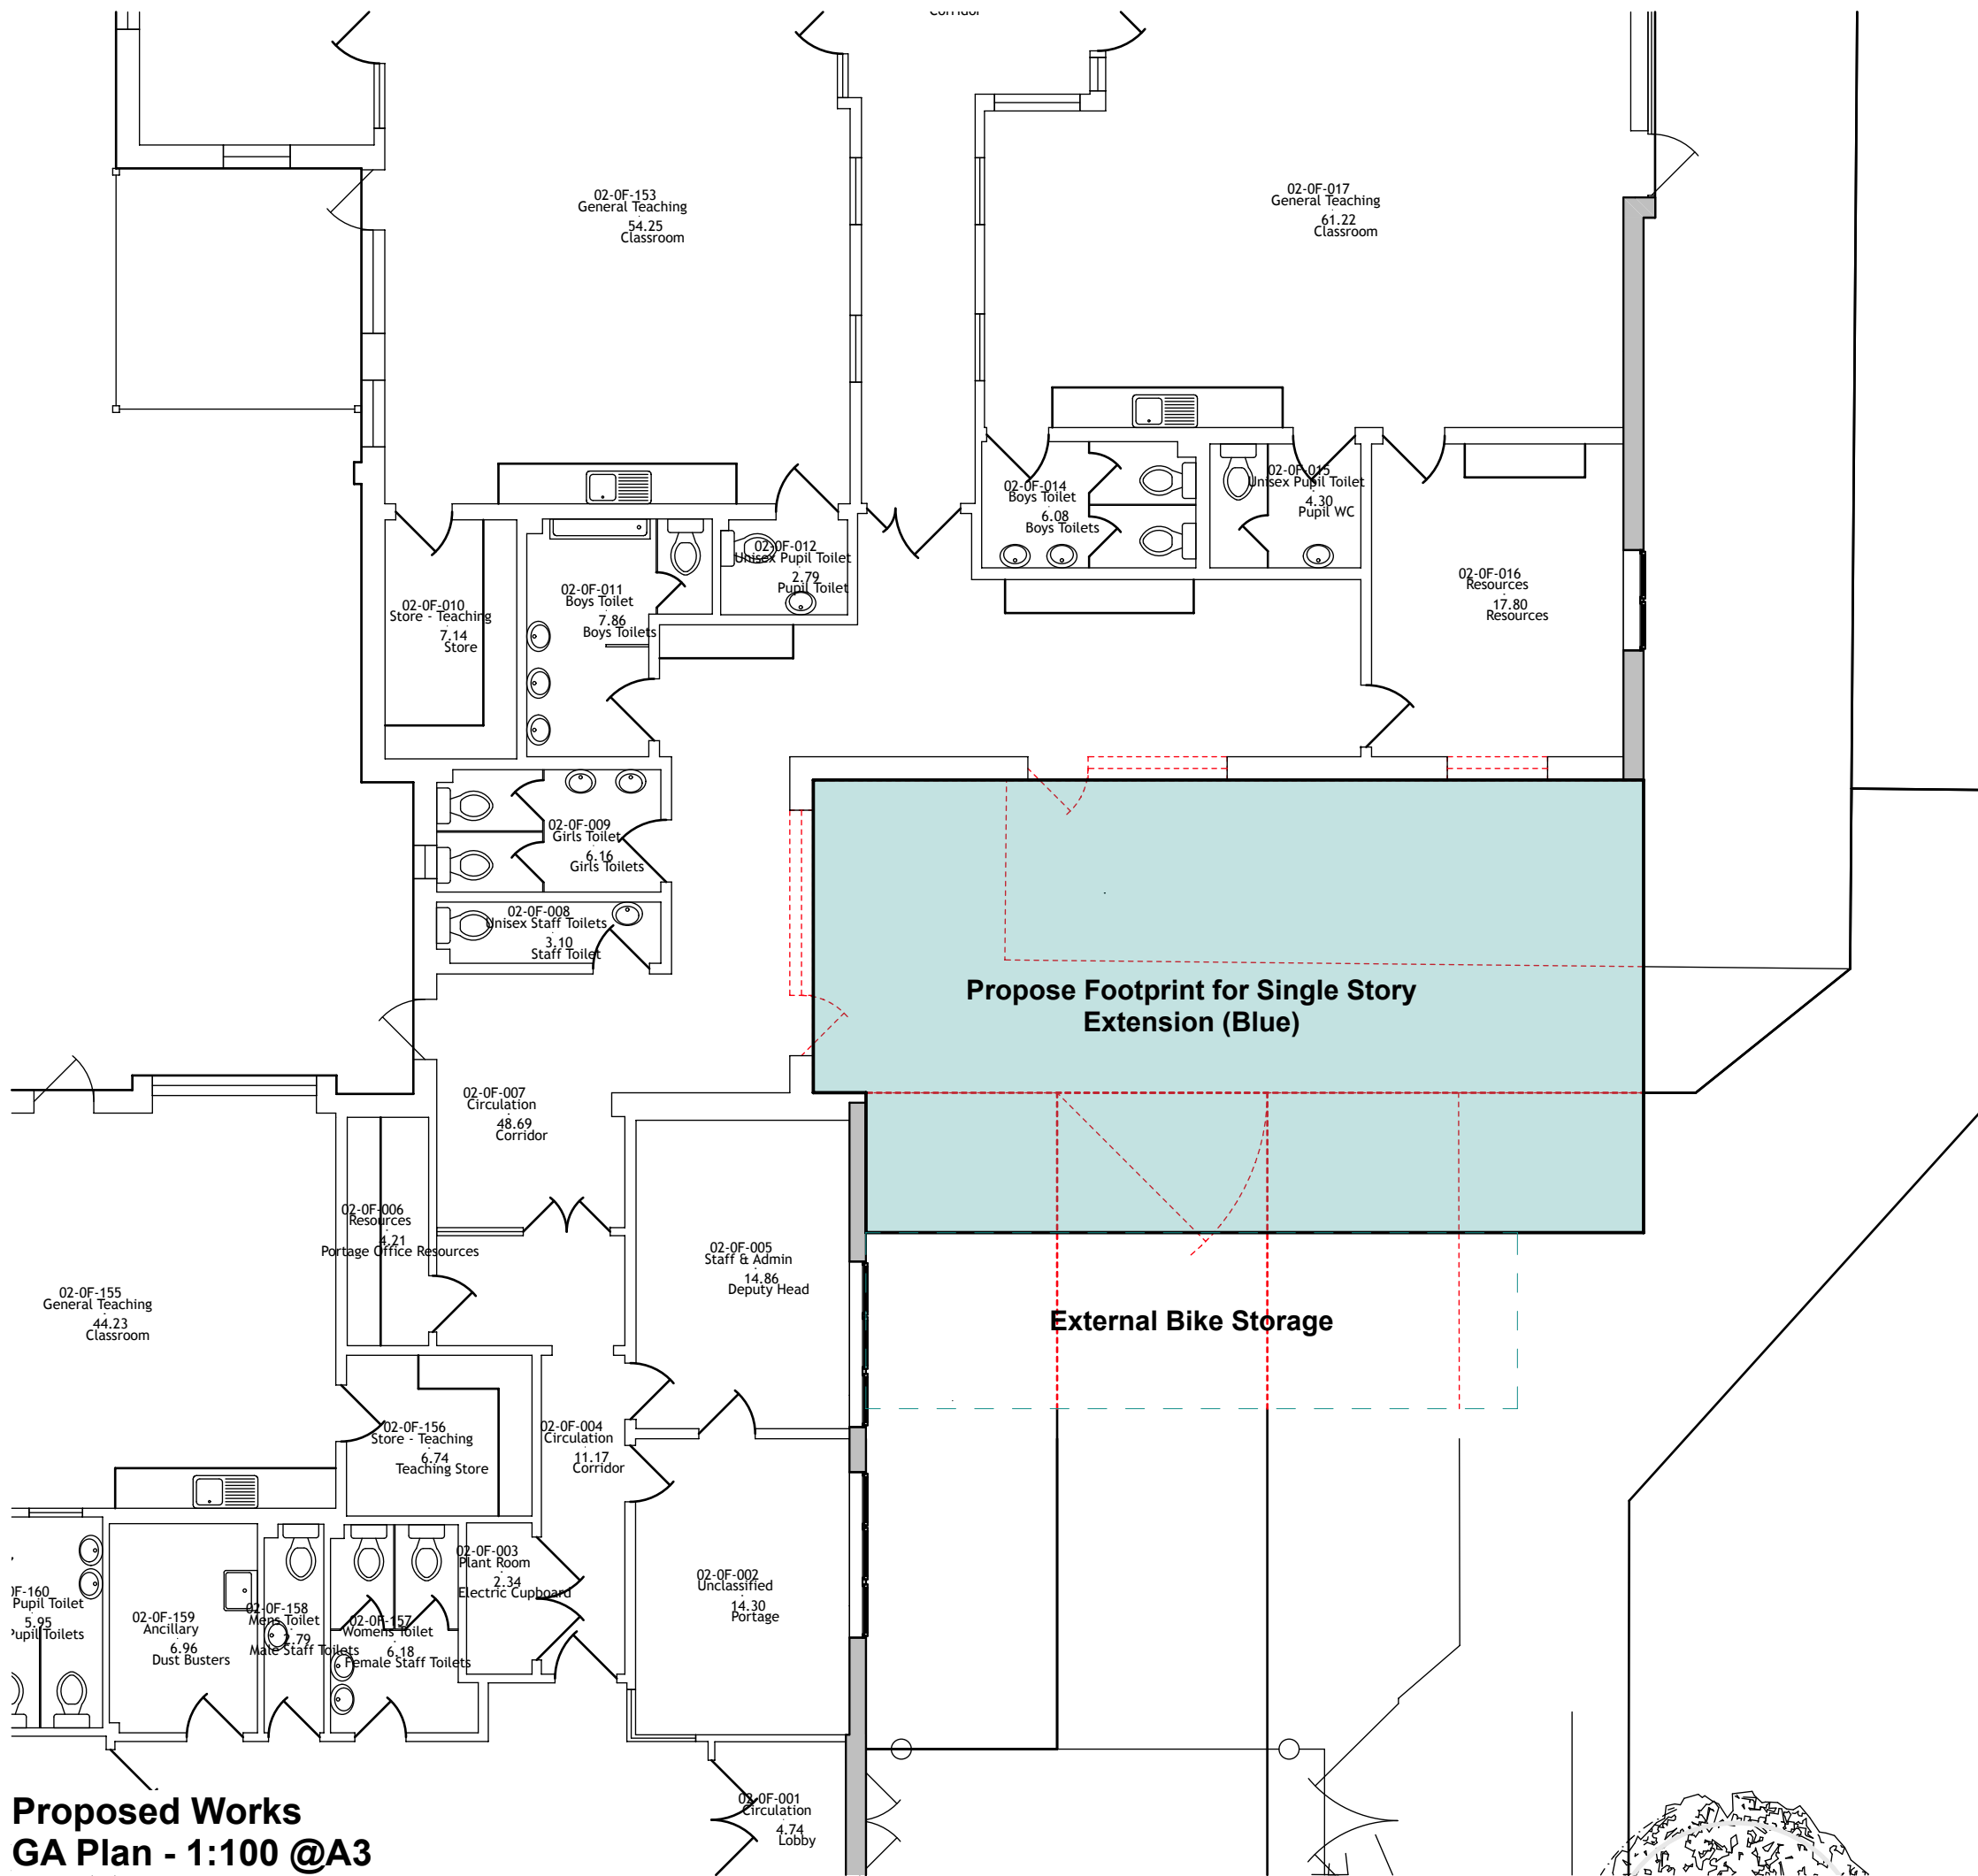 Corridor
02-0F-153
General Teaching
54.25
Classroom
02-0F-017
General Teaching
61.22
Classroom
02-0F-014
Boys Toilet
6.08
Boys Toilets
02-0F-015
Unisex Pupil Toilet
4.30
Pupil WC
02-0F-012
Unisex Pupil Toilet
2.79
Pupil Toilet
02-0F-016
Resources
17.80
Resources
02-0F-011
Boys Toilet
7.86
Boys Toilets
02-0F-010
Store - Teaching
7.14
Store
02-0F-009
Girls Toilet
6.16
Girls Toilets
02-0F-008
Unisex Staff Toilets
3.10
Staff Toilet
Propose Footprint for Single Story
Extension (Blue)
02-0F-007
Circulation
48.69
Corridor
02-0F-006
Resources
4.21
Portage Office Resources
02-0F-005
Staff & Admin
14.86
Deputy Head
02-0F-155
General Teaching
44.23
Classroom
External Bike Storage
02-0F-156
Store - Teaching
6.74
Teaching Store
02-0F-004
Circulation
11.17
Corridor
02-0F-003
Plant Room
2.34
Electric Cupboard
02-0F-002
Unclassified
14.30
Portage
0F-160
Pupil Toilet
5.95
Pupil Toilets
02-0F-159
Ancillary
6.96
Dust Busters
02-0F-158
Mens Toilet
2.79
Male Staff Toilets
02-0F-157
Womens Toilet
6.18
Female Staff Toilets
02-0F-001
Circulation
4.74
Lobby
Proposed Works
GA Plan - 1:100 @A3